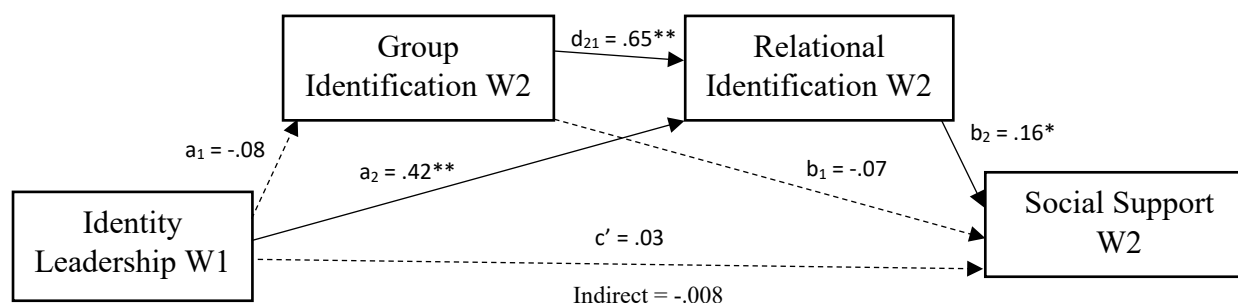 Group
Identification W2
d₂₁ = .65**
Relational
Identification W2
a₁ = -.08
a₂ = .42**
b₁ = -.07
b₂ = .16*
Identity
Leadership W1
c’ = .03
Social Support
W2
Indirect = -.008